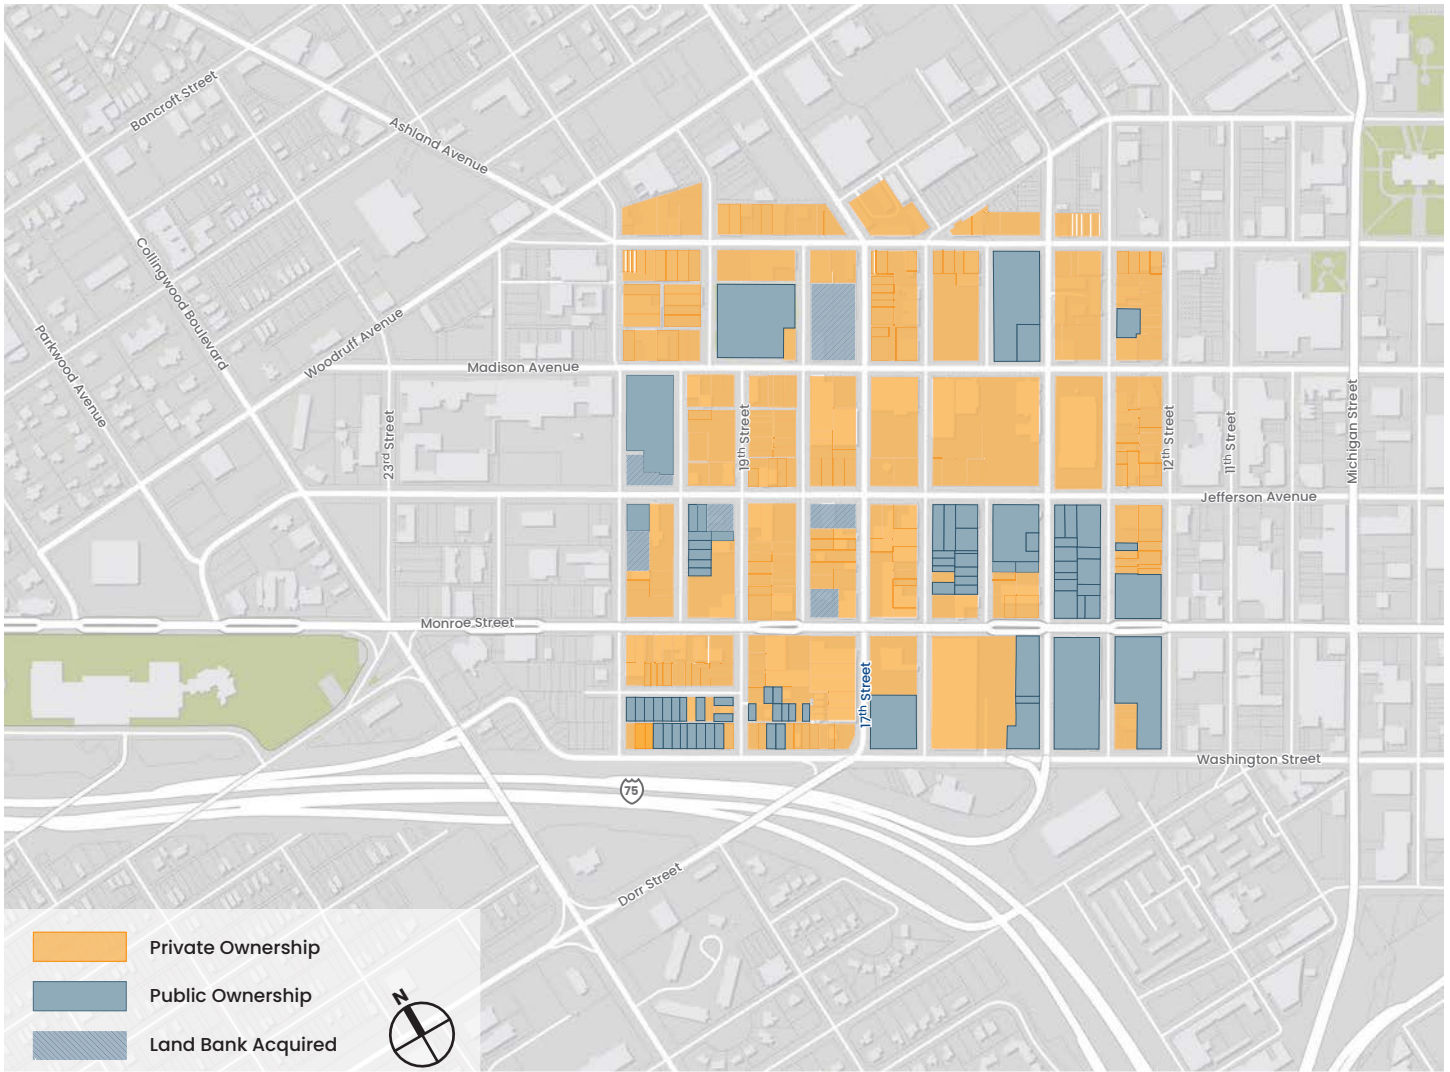 Bancroft Street
Ashland Avenue
Collingwood Boulevard
Parkwood Avenue
Woodruff Avenue
Madison Avenue
23rd Street
19th Street
12th Street
11th Street
Michigan Street
Jefferson Avenue
Monroe Street
17th Street
Washington Street
75
Dorr Street
Private Ownership
Public Ownership
Land Bank Acquired
N